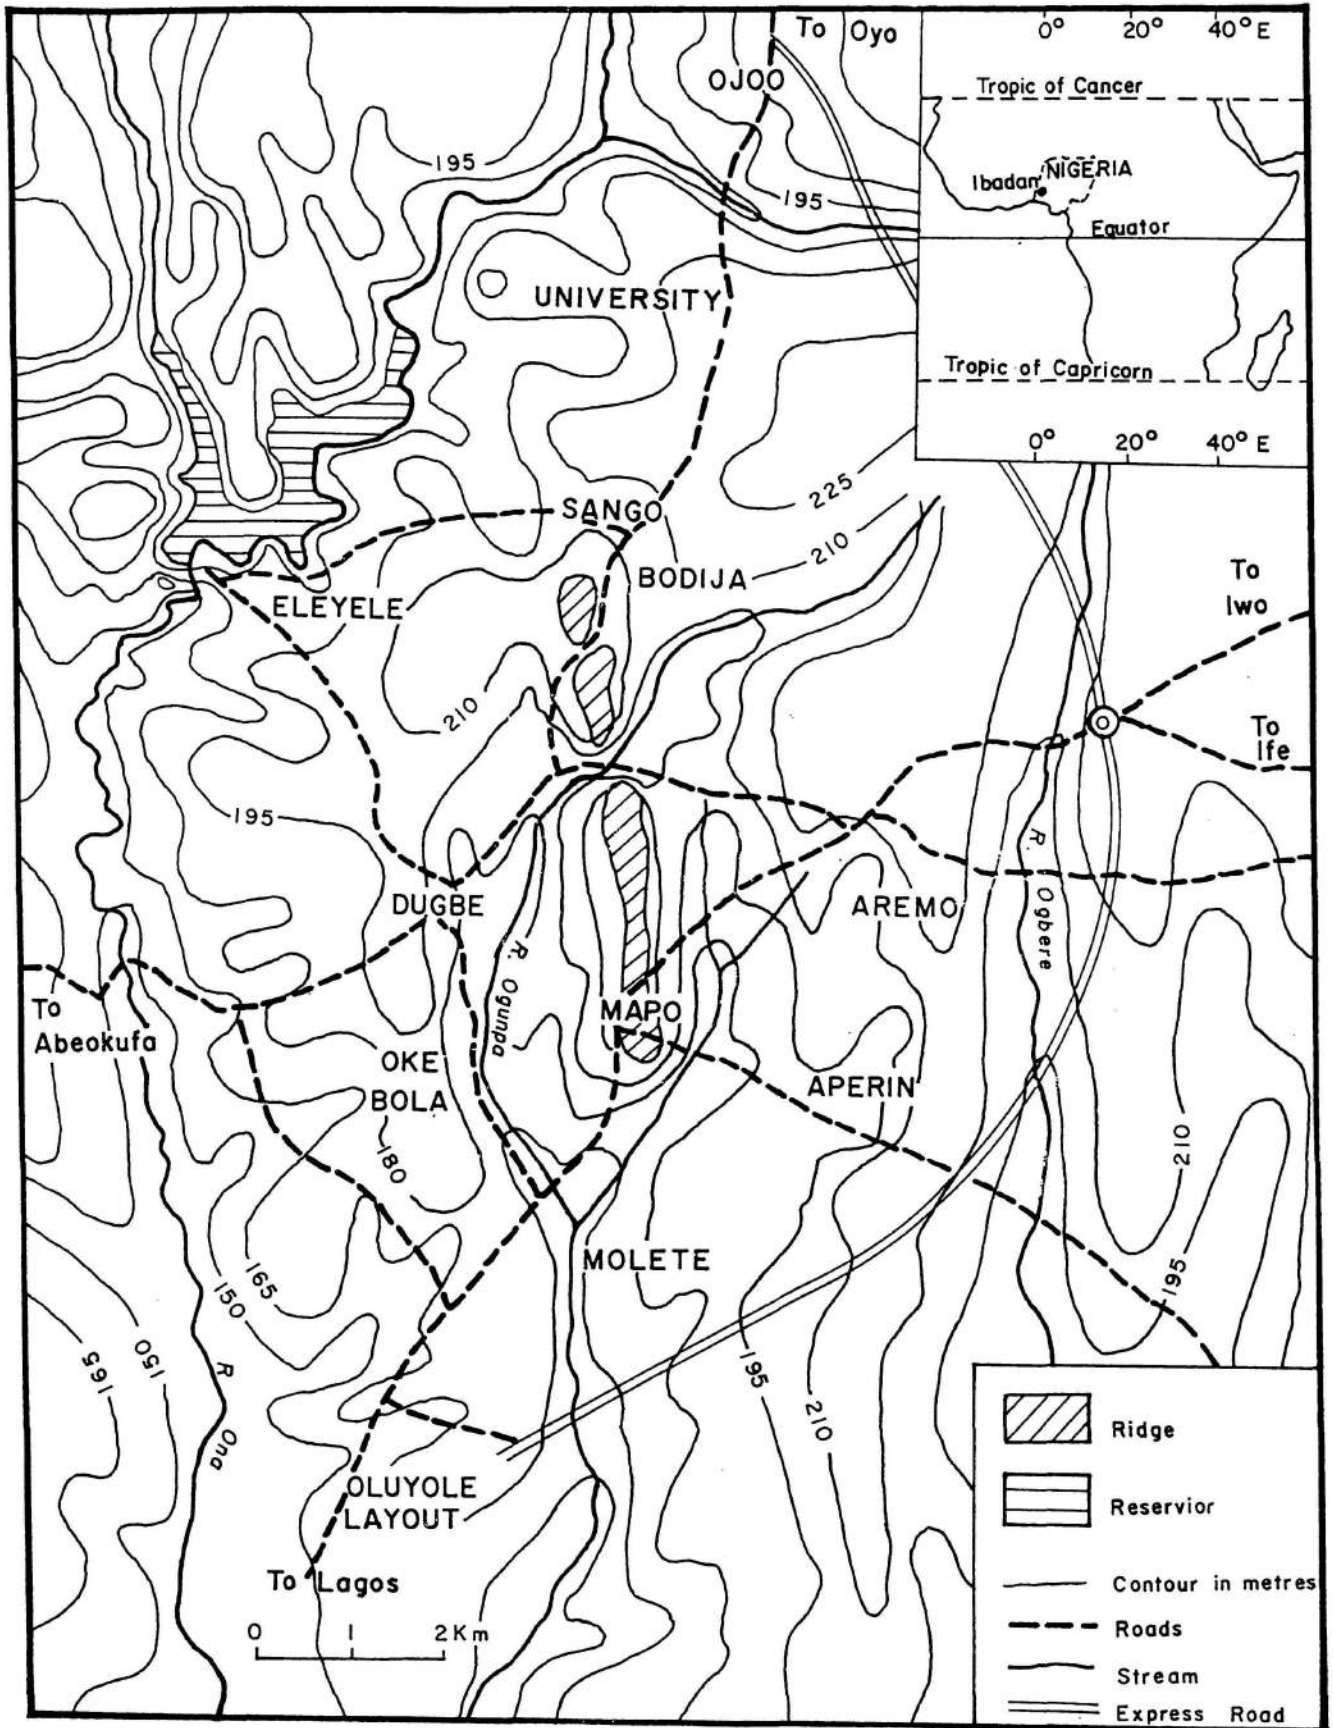 To Oyo
OJOO
0° 20° 40° E
Tropic of Cancer
NIGERIA
Ibadan
Equator
Tropic of Capricorn
0° 20° 40° E
195
195
UNIVERSITY
225
SANGO
210
BODIJA
ELEYELE
To
Iwo
210
To
Ife
195
R. Ogbere
DUGBE
AREMO
R. Ogunpa
To
Abeokufa
MAPO
OKE
BOLA
APERIN
180
210
MOLETE
165
150
195
R Ona
150
165
195
210
OLUYOLE
LAYOUT
To Lagos
0 1 2 Km
Ridge
Reservior
Contour in metres
Roads
Stream
Express Road